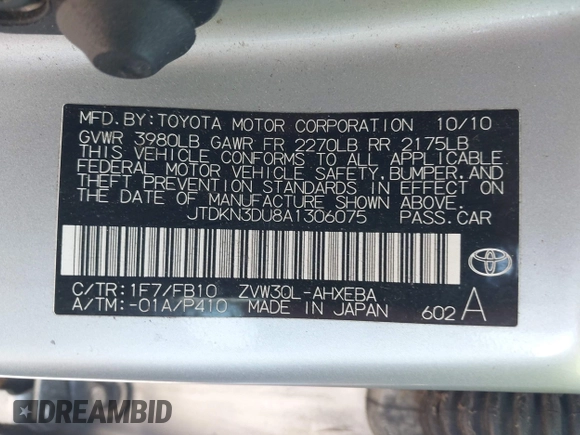 MFD.BY:TOYOTA MOTOR CORPORATION 10/10
GVWR 3980LB GAWR FR 2270LB RR 2175LB
THIS VEHICLE CONFORMS TO ALL APPLICABLE
FEDERAL MOTOR VEHICLE SAFETY,BUMPER,AND
THEFT PREVENTION STANDARDS IN EFFECT ON
THE DATE OF MANUFACTURE SHOWN ABOVE.
JTDKN3DU8A1306075 PASS.CAR
C/TR:1F7/FB10 ZVW30L-AHXEBA
A/TM:-01A/P410 MADE IN JAPAN 602 A
DREAMBID